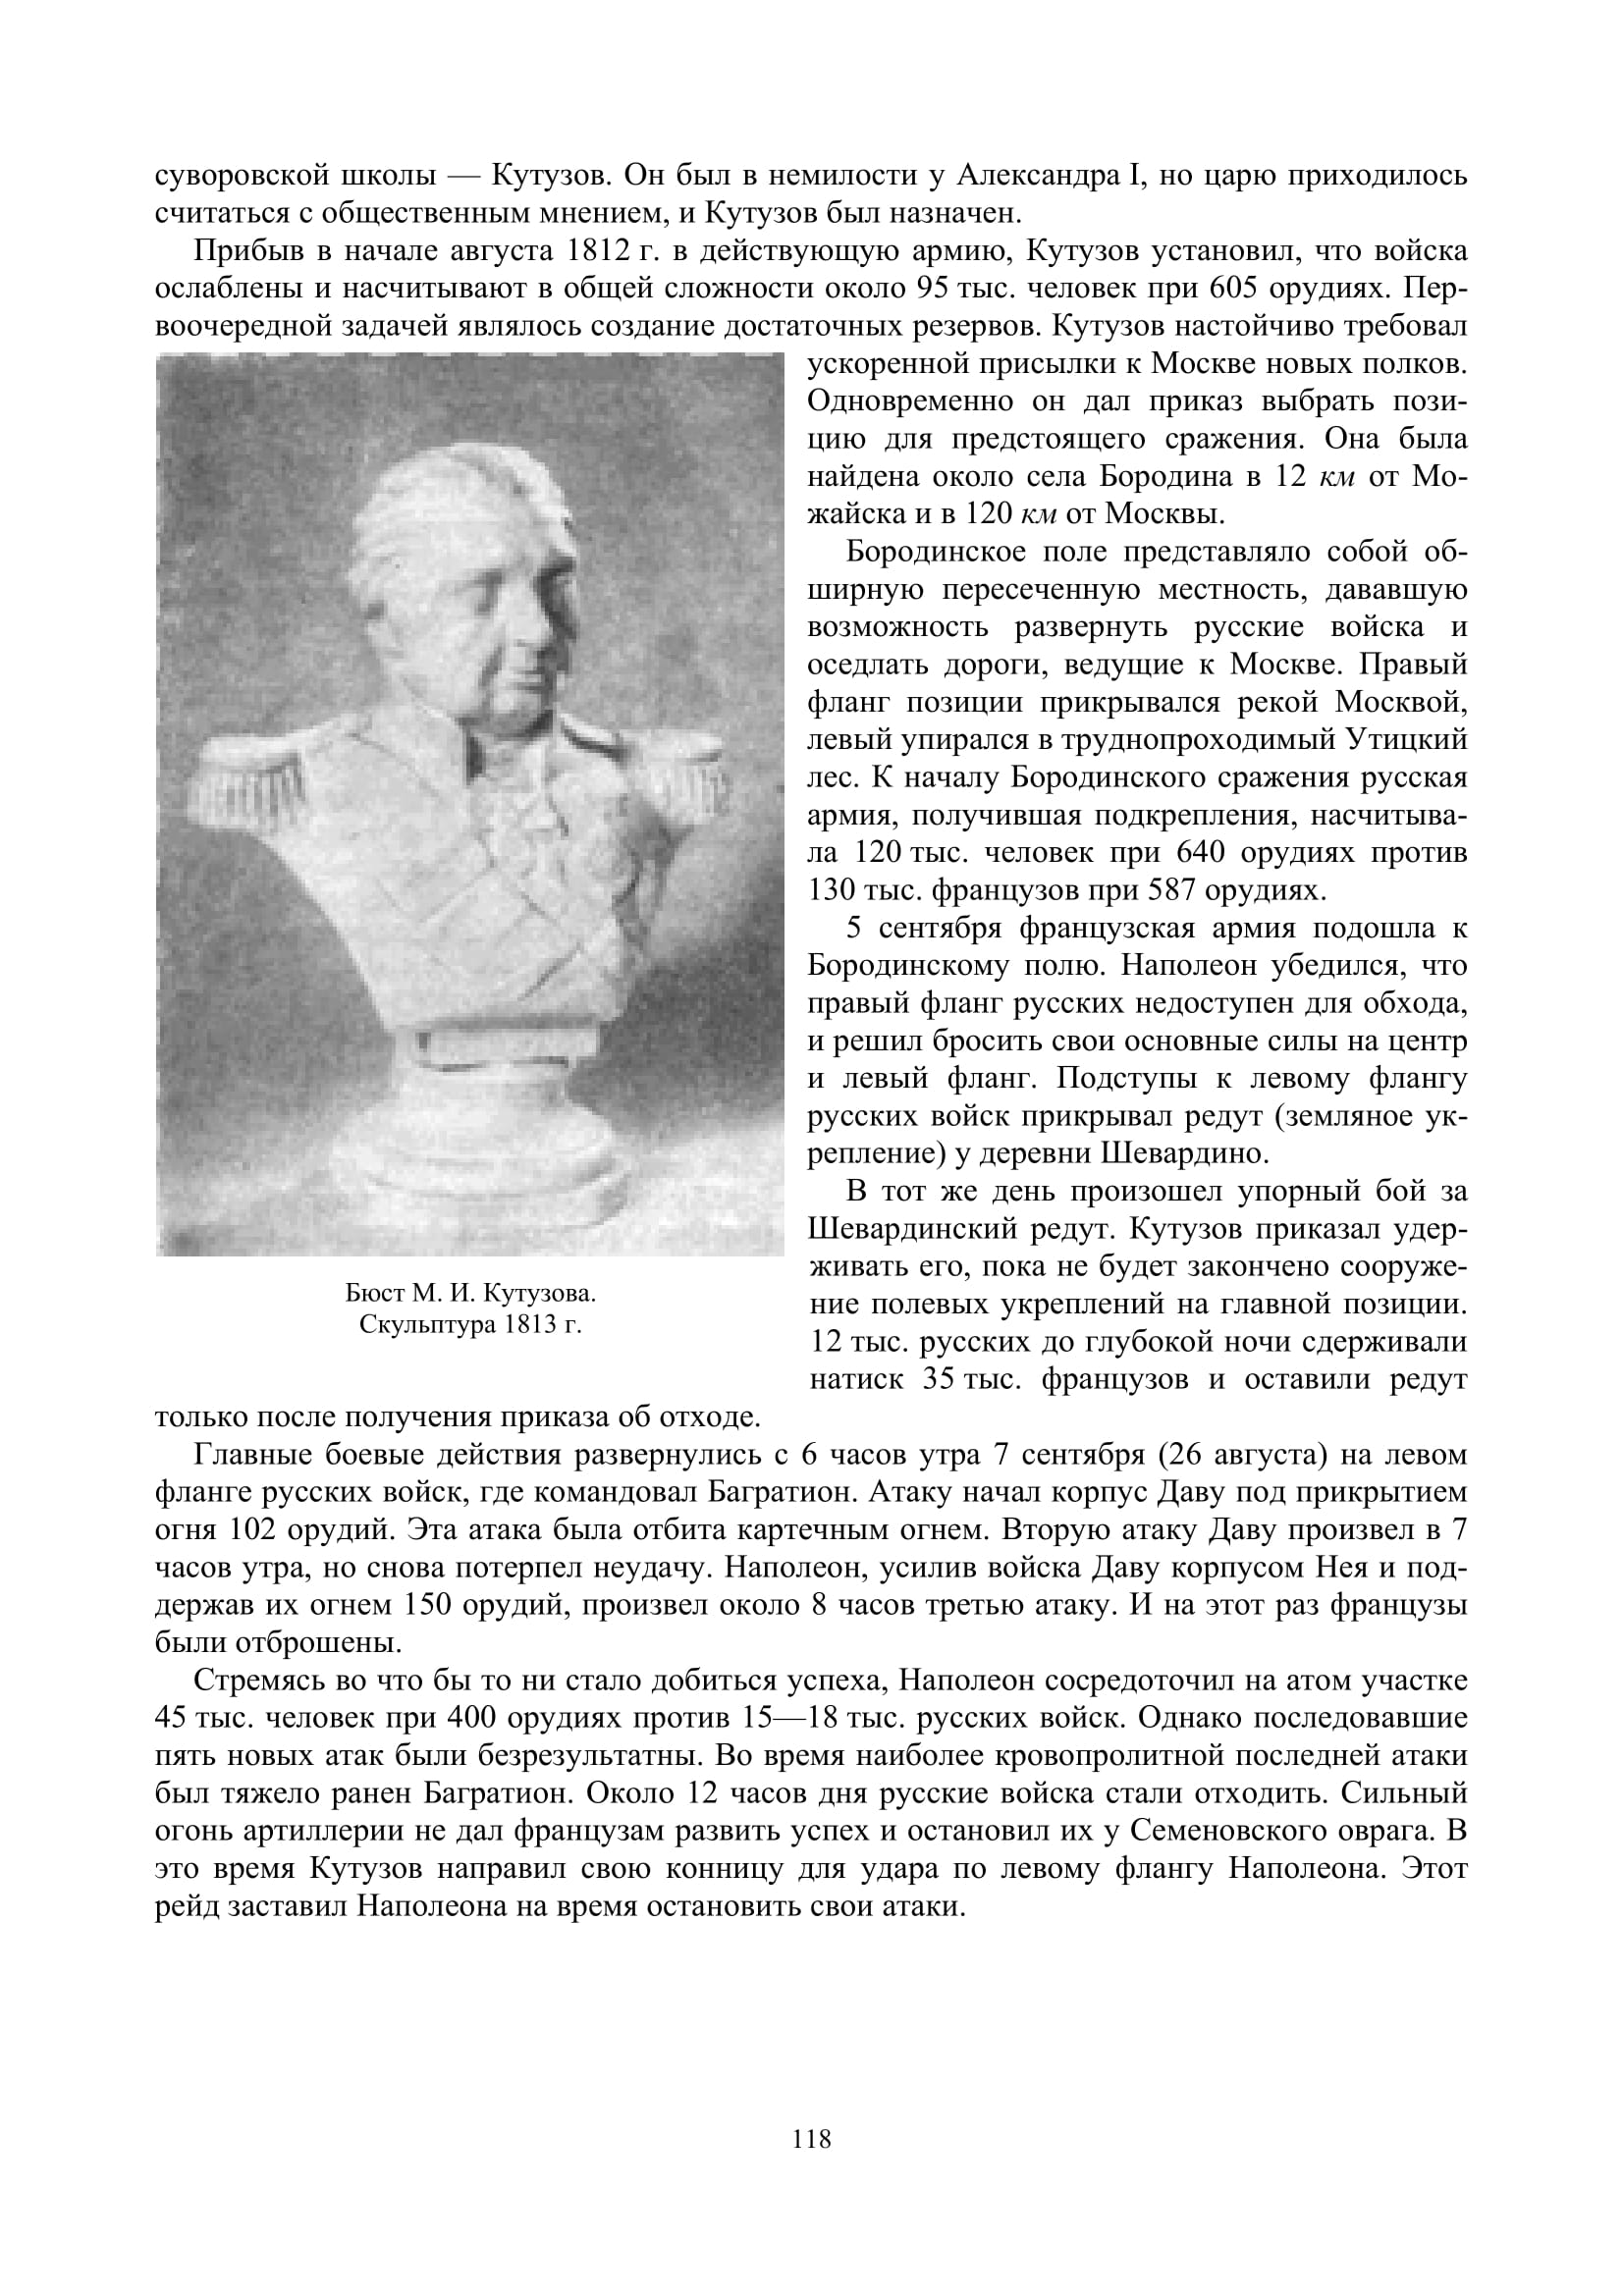 суворовской школы — Кутузов. Он был в немилости у Александра I, но царю приходилось
считаться с общественным мнением, и Кутузов был назначен.
Прибыв в начале августа 1812 г. в действующую армию, Кутузов установил, что войска
ослаблены и насчитывают в общей сложности около 95 тыс. человек при 605 орудиях. Пер-
воочередной задачей являлось создание достаточных резервов. Кутузов настойчиво требовал
ускоренной присылки к Москве новых полков.
Одновременно он дал приказ выбрать пози-
цию для предстоящего сражения. Она была
найдена около села Бородина в 12 км от Мо-
жайска и в 120 км от Москвы.
Бородинское поле представляло собой об-
ширную пересеченную местность, дававшую
возможность развернуть русские войска и
оседлать дороги, ведущие к Москве. Правый
фланг позиции прикрывался рекой Москвой,
левый упирался в труднопроходимый Утицкий
лес. К началу Бородинского сражения русская
армия, получившая подкрепления, насчитыва-
ла 120 тыс. человек при 640 орудиях против
130 тыс. французов при 587 орудиях.
5 сентября французская армия подошла к
Бородинскому полю. Наполеон убедился, что
правый фланг русских недоступен для обхода,
и решил бросить свои основные силы на центр
и левый фланг. Подступы к левому флангу
русских войск прикрывал редут (земляное ук-
репление) у деревни Шевардино.
В тот же день произошел упорный бой за
Шевардинский редут. Кутузов приказал удер-
живать его, пока не будет закончено сооруже-
ние полевых укреплений на главной позиции.
12 тыс. русских до глубокой ночи сдерживали
натиск 35 тыс. французов и оставили редут
Бюст М. И. Кутузова.
Скульптура 1813 г.
только после получения приказа об отходе.
Главные боевые действия развернулись с 6 часов утра 7 сентября (26 августа) на левом
фланге русских войск, где командовал Багратион. Атаку начал корпус Даву под прикрытием
огня 102 орудий. Эта атака была отбита картечным огнем. Вторую атаку Даву произвел в 7
часов утра, но снова потерпел неудачу. Наполеон, усилив войска Даву корпусом Нея и под-
держав их огнем 150 орудий, произвел около 8 часов третью атаку. И на этот раз французы
были отброшены.
Стремясь во что бы то ни стало добиться успеха, Наполеон сосредоточил на атом участке
45 тыс. человек при 400 орудиях против 15—18 тыс. русских войск. Однако последовавшие
пять новых атак были безрезультатны. Во время наиболее кровопролитной последней атаки
был тяжело ранен Багратион. Около 12 часов дня русские войска стали отходить. Сильный
огонь артиллерии не дал французам развить успех и остановил их у Семеновского оврага. В
это время Кутузов направил свою конницу для удара по левому флангу Наполеона. Этот
рейд заставил Наполеона на время остановить свои атаки.
118